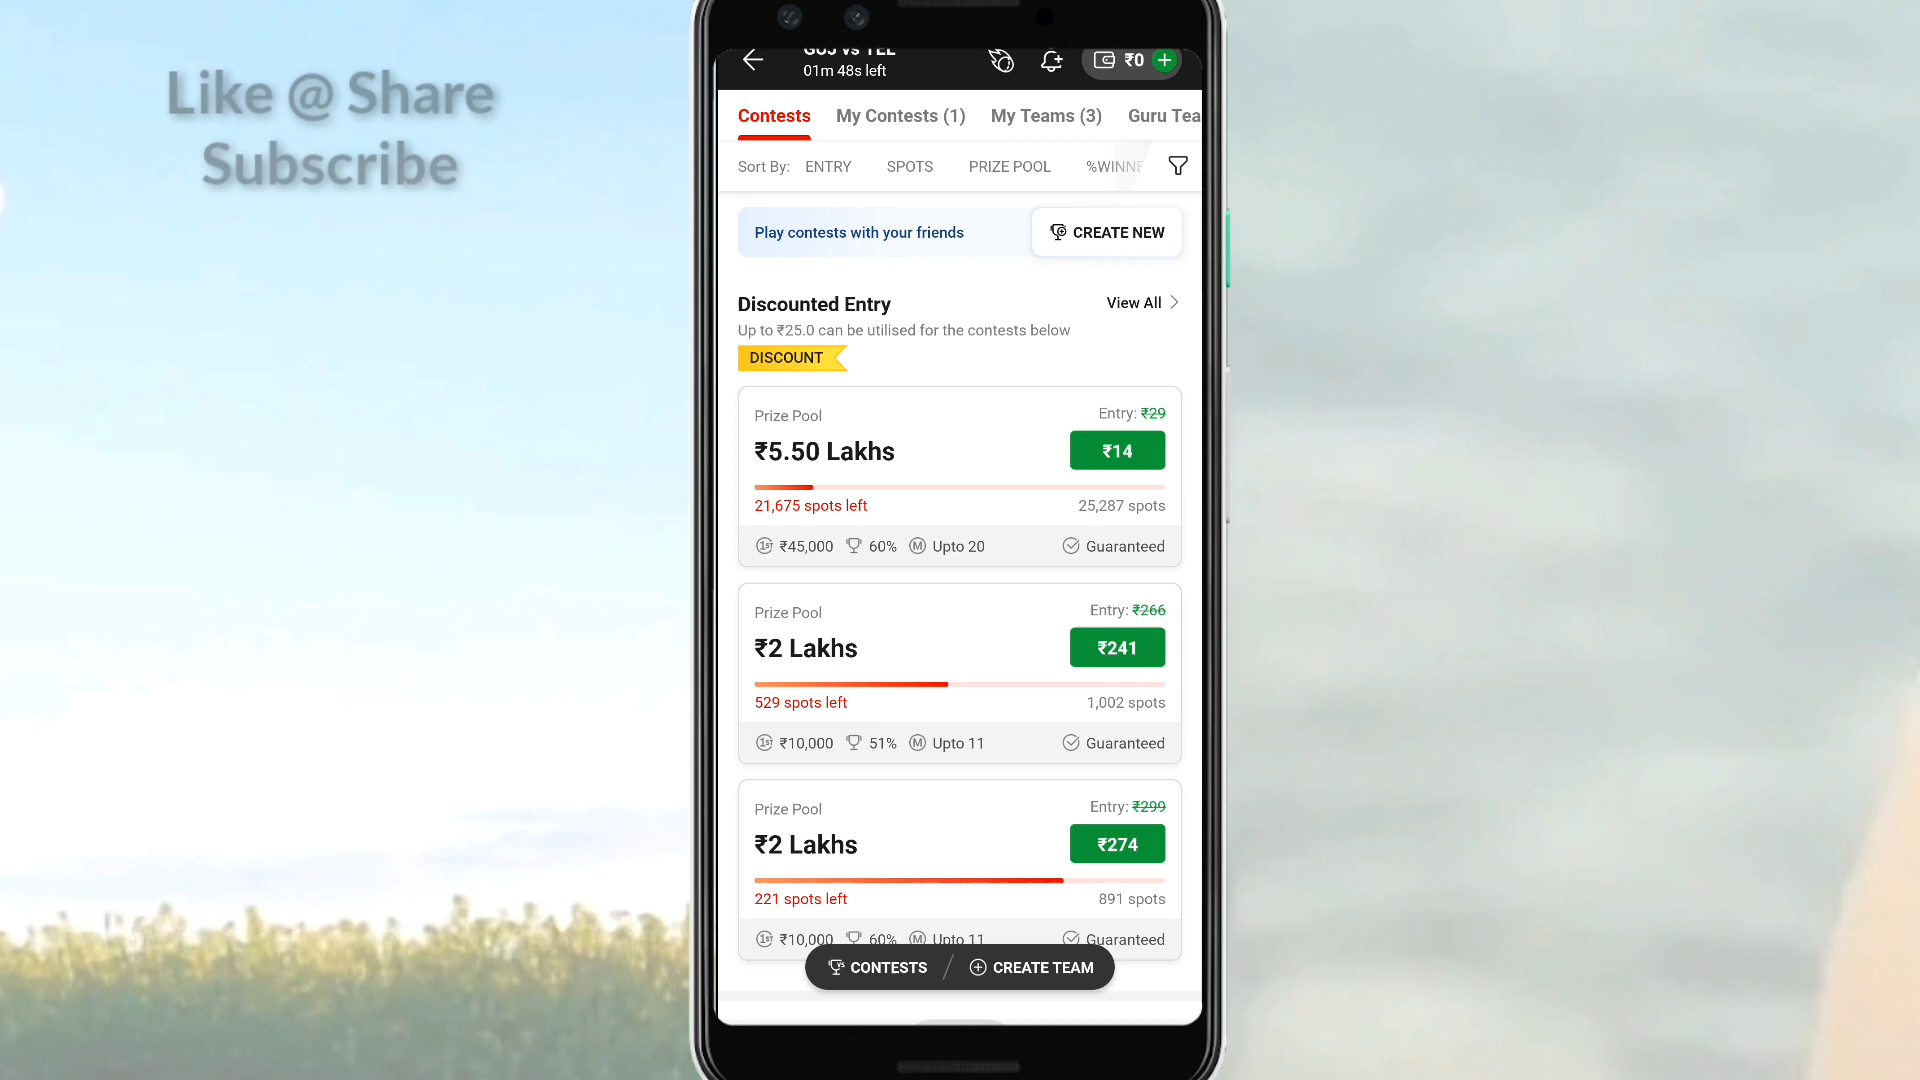 Like @ Share
Subscribe
GUJ vs TEL
01m 48s left
₹0
Contests
My Contests (1)
My Teams (3)
Guru Tea
Sort By:
ENTRY
SPOTS
PRIZE POOL
%WINNE
Play contests with your friends
CREATE NEW
Discounted Entry
View All
Up to ₹25.0 can be utilised for the contests below
DISCOUNT
Prize Pool
Entry: ₹29
₹5.50 Lakhs
₹14
21,675 spots left
25,287 spots
1st ₹45,000
60%
M Upto 20
Guaranteed
Prize Pool
Entry: ₹266
₹2 Lakhs
₹241
529 spots left
1,002 spots
1st ₹10,000
51%
M Upto 11
Guaranteed
Prize Pool
Entry: ₹299
₹2 Lakhs
₹274
221 spots left
891 spots
1st ₹10,000
60%
M Upto 11
Guaranteed
CONTESTS
CREATE TEAM